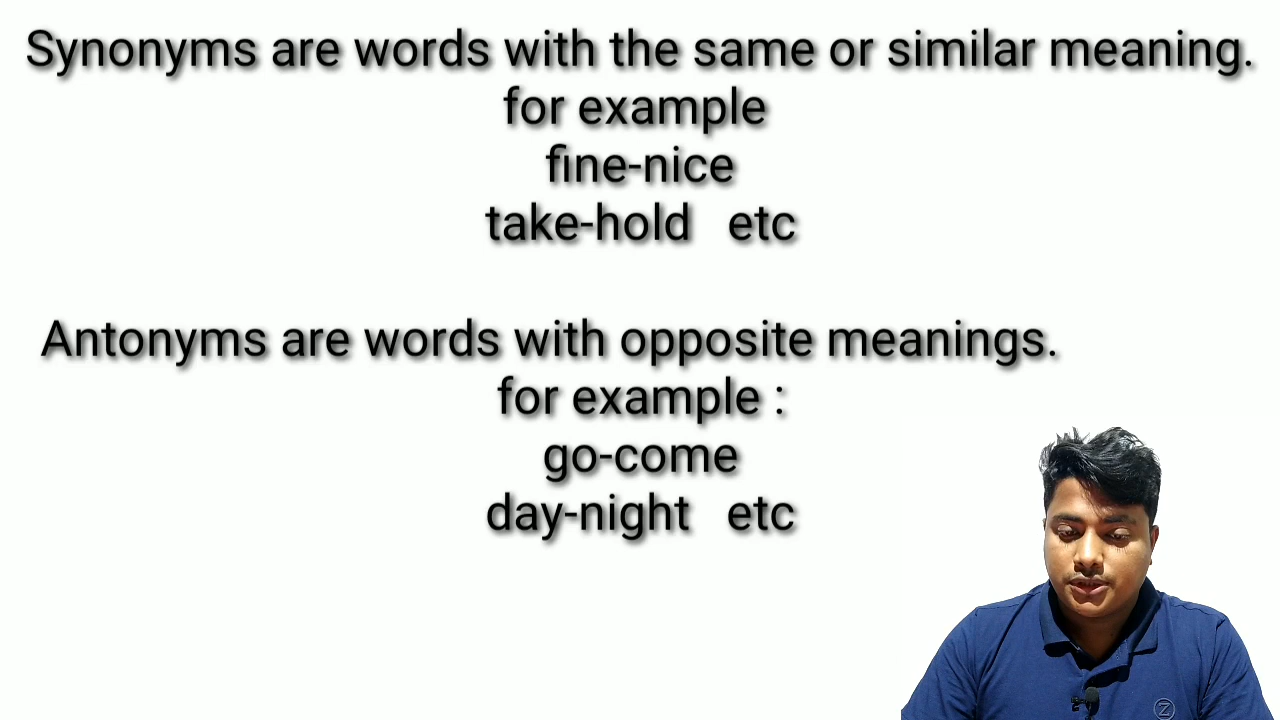 Synonyms are words with the same or similar meaning.
for example
fine-nice
take-hold etc
Antonyms are words with opposite meanings.
for example :
go-come
day-night etc